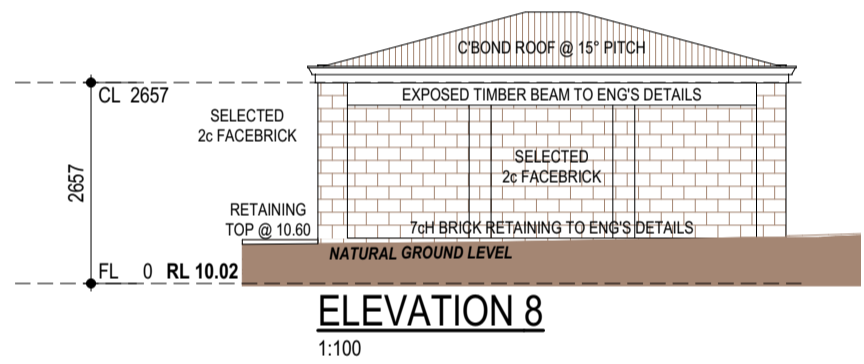 C'BOND ROOF @ 15° PITCH
CL 2657
EXPOSED TIMBER BEAM TO ENG'S DETAILS
SELECTED
2c FACEBRICK
SELECTED
2c FACEBRICK
2657
RETAINING
TOP @ 10.60
7cH BRICK RETAINING TO ENG'S DETAILS
NATURAL GROUND LEVEL
FL 0 RL 10.02
ELEVATION 8
1:100